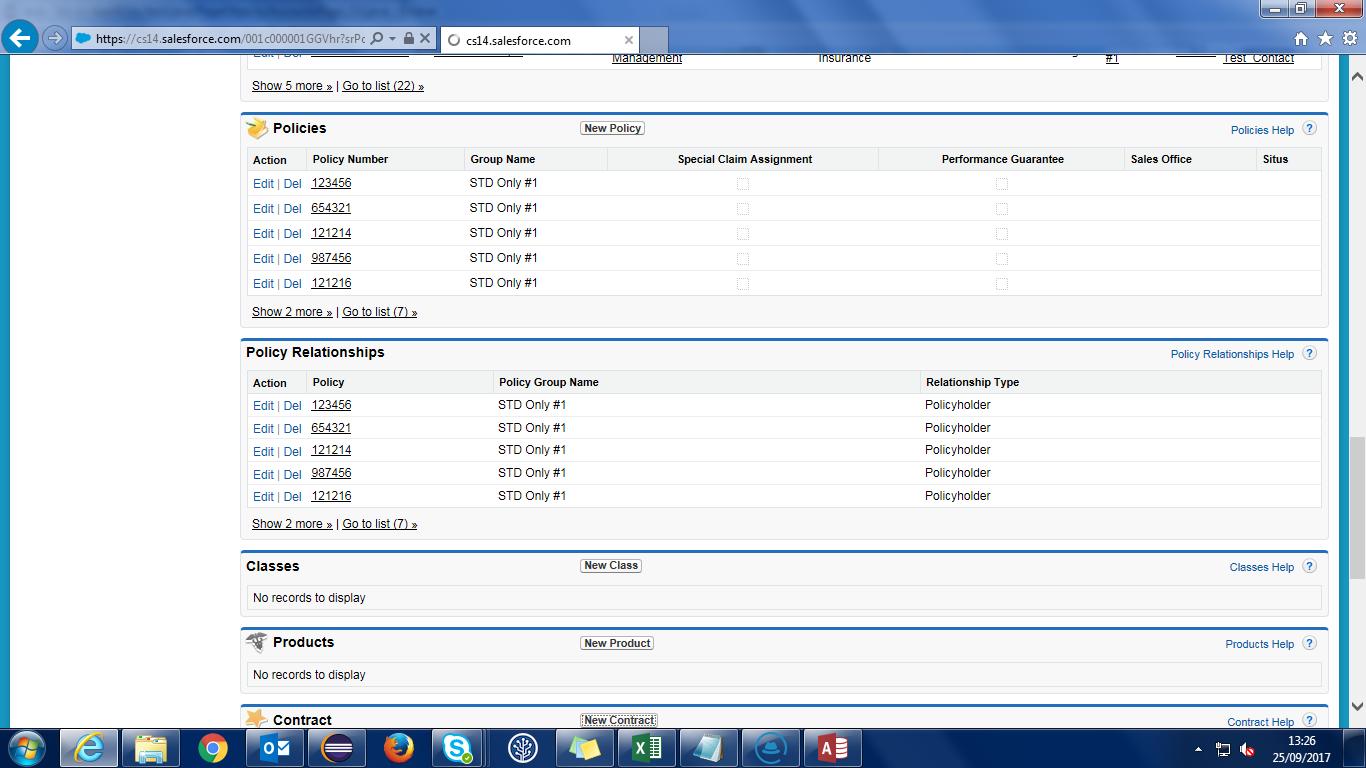 https://cs14.salesforce.com/001c000001GGVhr?srPc
cs14.salesforce.com
Management Insurance #1 Test Contact
Show 5 more » | Go to list (22) »
Policies New Policy Policies Help ?
Action Policy Number Group Name Special Claim Assignment Performance Guarantee Sales Office Situs
Edit | Del 123456 STD Only #1
Edit | Del 654321 STD Only #1
Edit | Del 121214 STD Only #1
Edit | Del 987456 STD Only #1
Edit | Del 121216 STD Only #1
Show 2 more » | Go to list (7) »
Policy Relationships Policy Relationships Help ?
Action Policy Policy Group Name Relationship Type
Edit | Del 123456 STD Only #1 Policyholder
Edit | Del 654321 STD Only #1 Policyholder
Edit | Del 121214 STD Only #1 Policyholder
Edit | Del 987456 STD Only #1 Policyholder
Edit | Del 121216 STD Only #1 Policyholder
Show 2 more » | Go to list (7) »
Classes New Class Classes Help ?
No records to display
Products New Product Products Help ?
No records to display
Contract New Contract Contract Help ?
13:26
25/09/2017